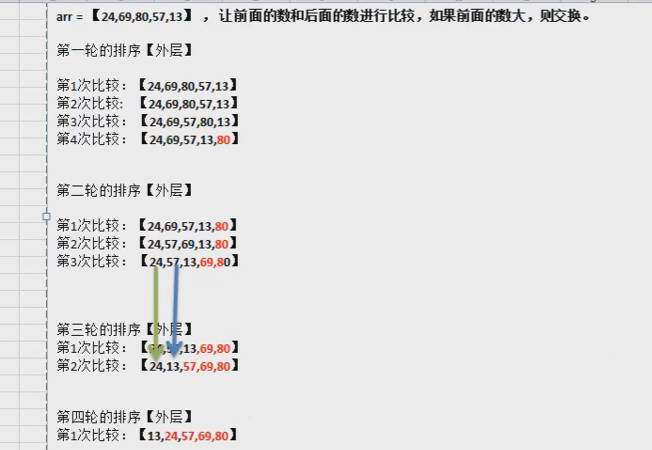 arr = 【24,69,80,57,13】 ，让前面的数和后面的数进行比较，如果前面的数大，则交换。
第一轮的排序【外层】
第1次比较：【24,69,80,57,13】
第2次比较: 【24,69,80,57,13】
第3次比较：【24,69,57,80,13】
第4次比较：【24,69,57,13,80】
第二轮的排序【外层】
第1次比较：【24,69,57,13,80】
第2次比较：【24,57,69,13,80】
第3次比较：【24,57,13,69,80】
第三轮的排序【外层】
第1次比较：【24,57,13,69,80】
第2次比较：【24,13,57,69,80】
第四轮的排序【外层】
第1次比较：【13,24,57,69,80】